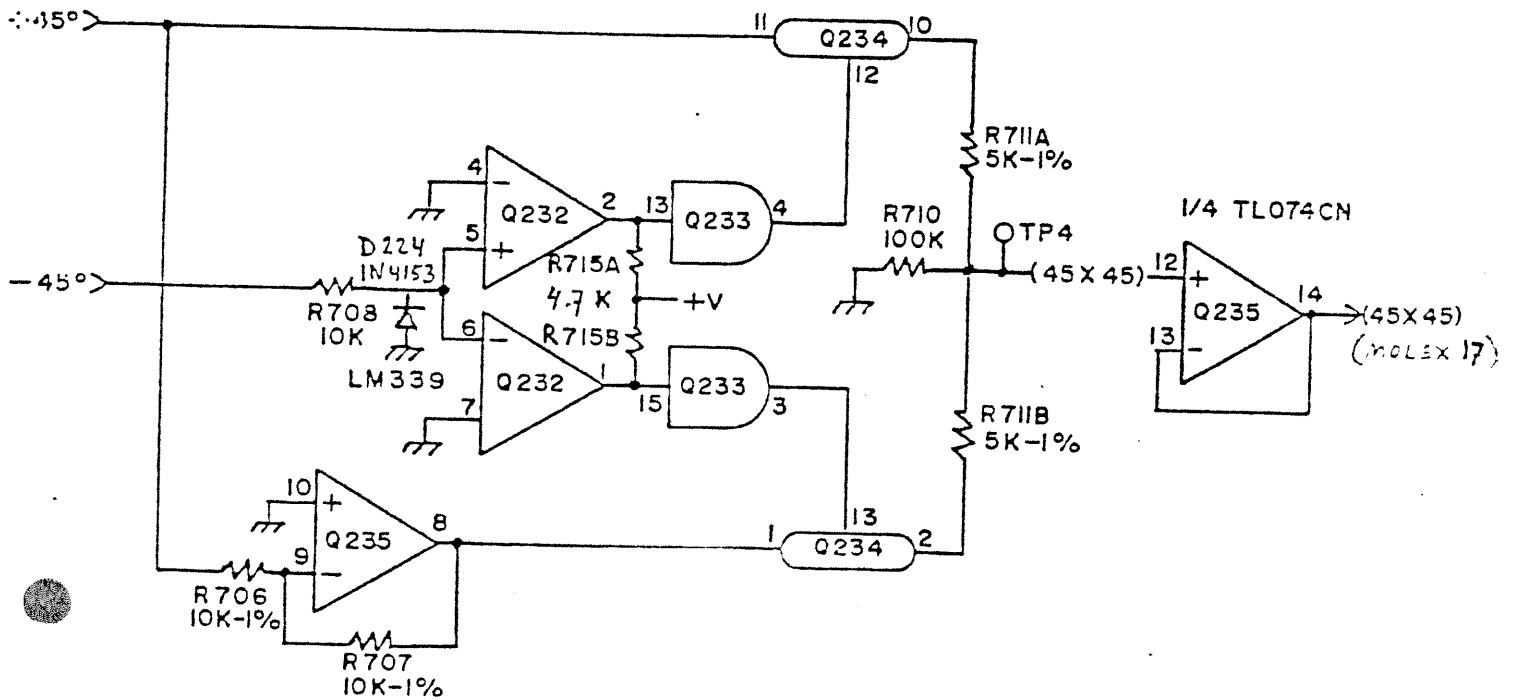 +45°
11
Q234
10
12
R711A
5K-1%
4
Q232
2
13
Q233
4
5
D224
1N4153
R715A
4.7 K
+V
R710
100K
TP4
(45X45)
1/4 TL074CN
12
Q235
14
13
(45X45)
(MOLEX 17)
-45°
R708
10K
LM339
6
R715B
7
Q232
1
15
Q233
3
R711B
5K-1%
13
1
Q234
2
10
Q235
8
9
R706
10K-1%
R707
10K-1%
+
-
-
+
+
-
+
-